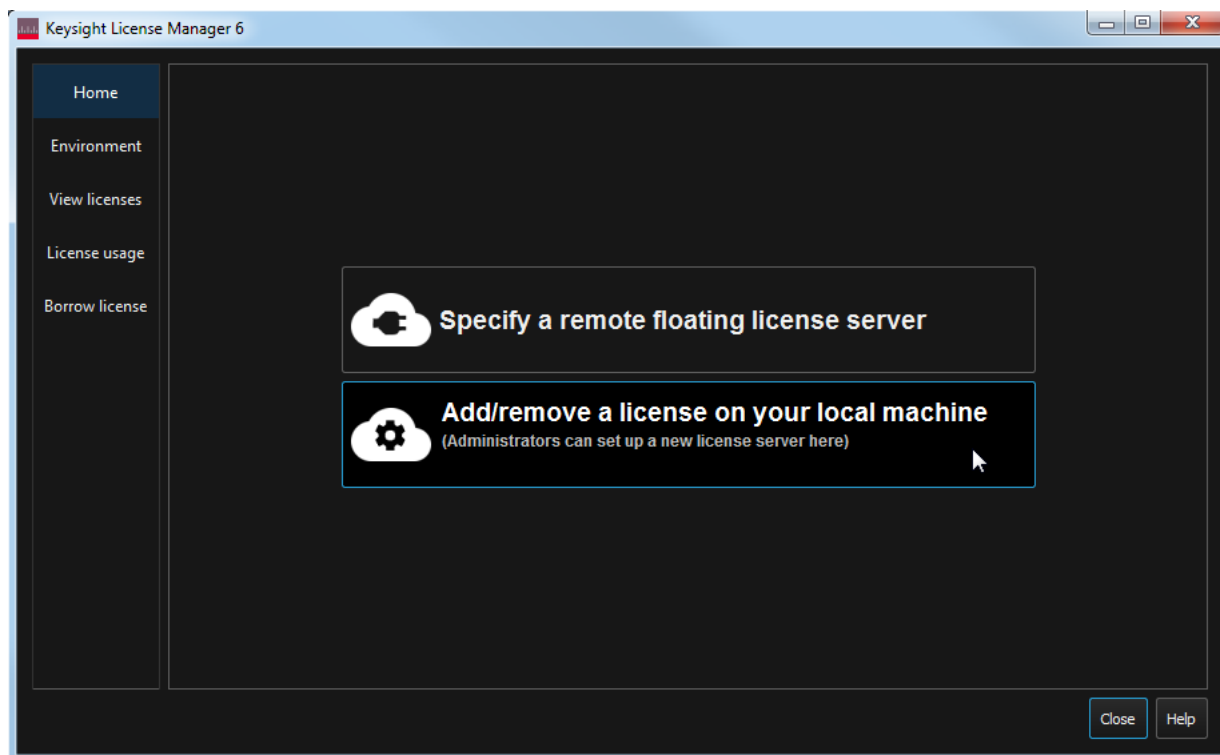 Keysight License Manager 6
Home
Environment
View licenses
License usage
Borrow license
Specify a remote floating license server
Add/remove a license on your local machine
(Administrators can set up a new license server here)
Close
Help